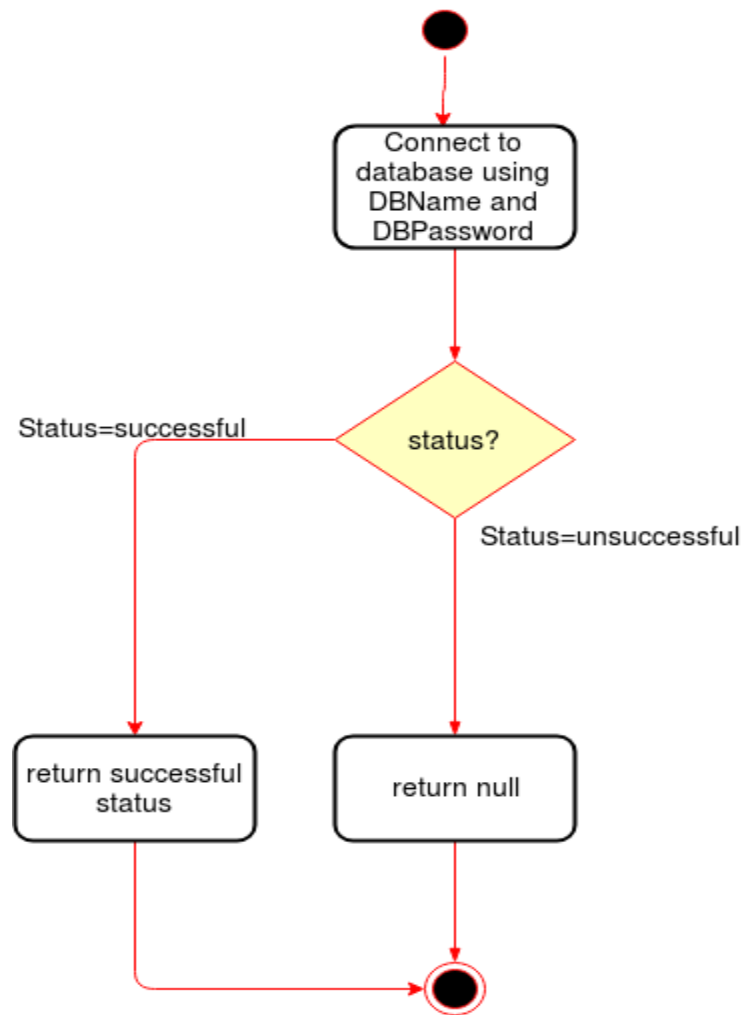 Connect to
database using
DBName and
DBPassword
Status=successful
status?
Status=unsuccessful
return successful
status
return null